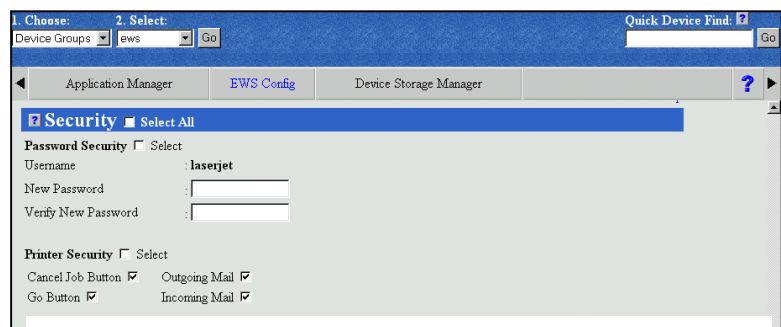 1. Choose: 2. Select: Quick Device Find: ?
Device Groups ews Go Go
Application Manager EWS Config Device Storage Manager ?
? Security Select All
Password Security Select
Username : laserjet
New Password :
Verify New Password :
Printer Security Select
Cancel Job Button Outgoing Mail
Go Button Incoming Mail